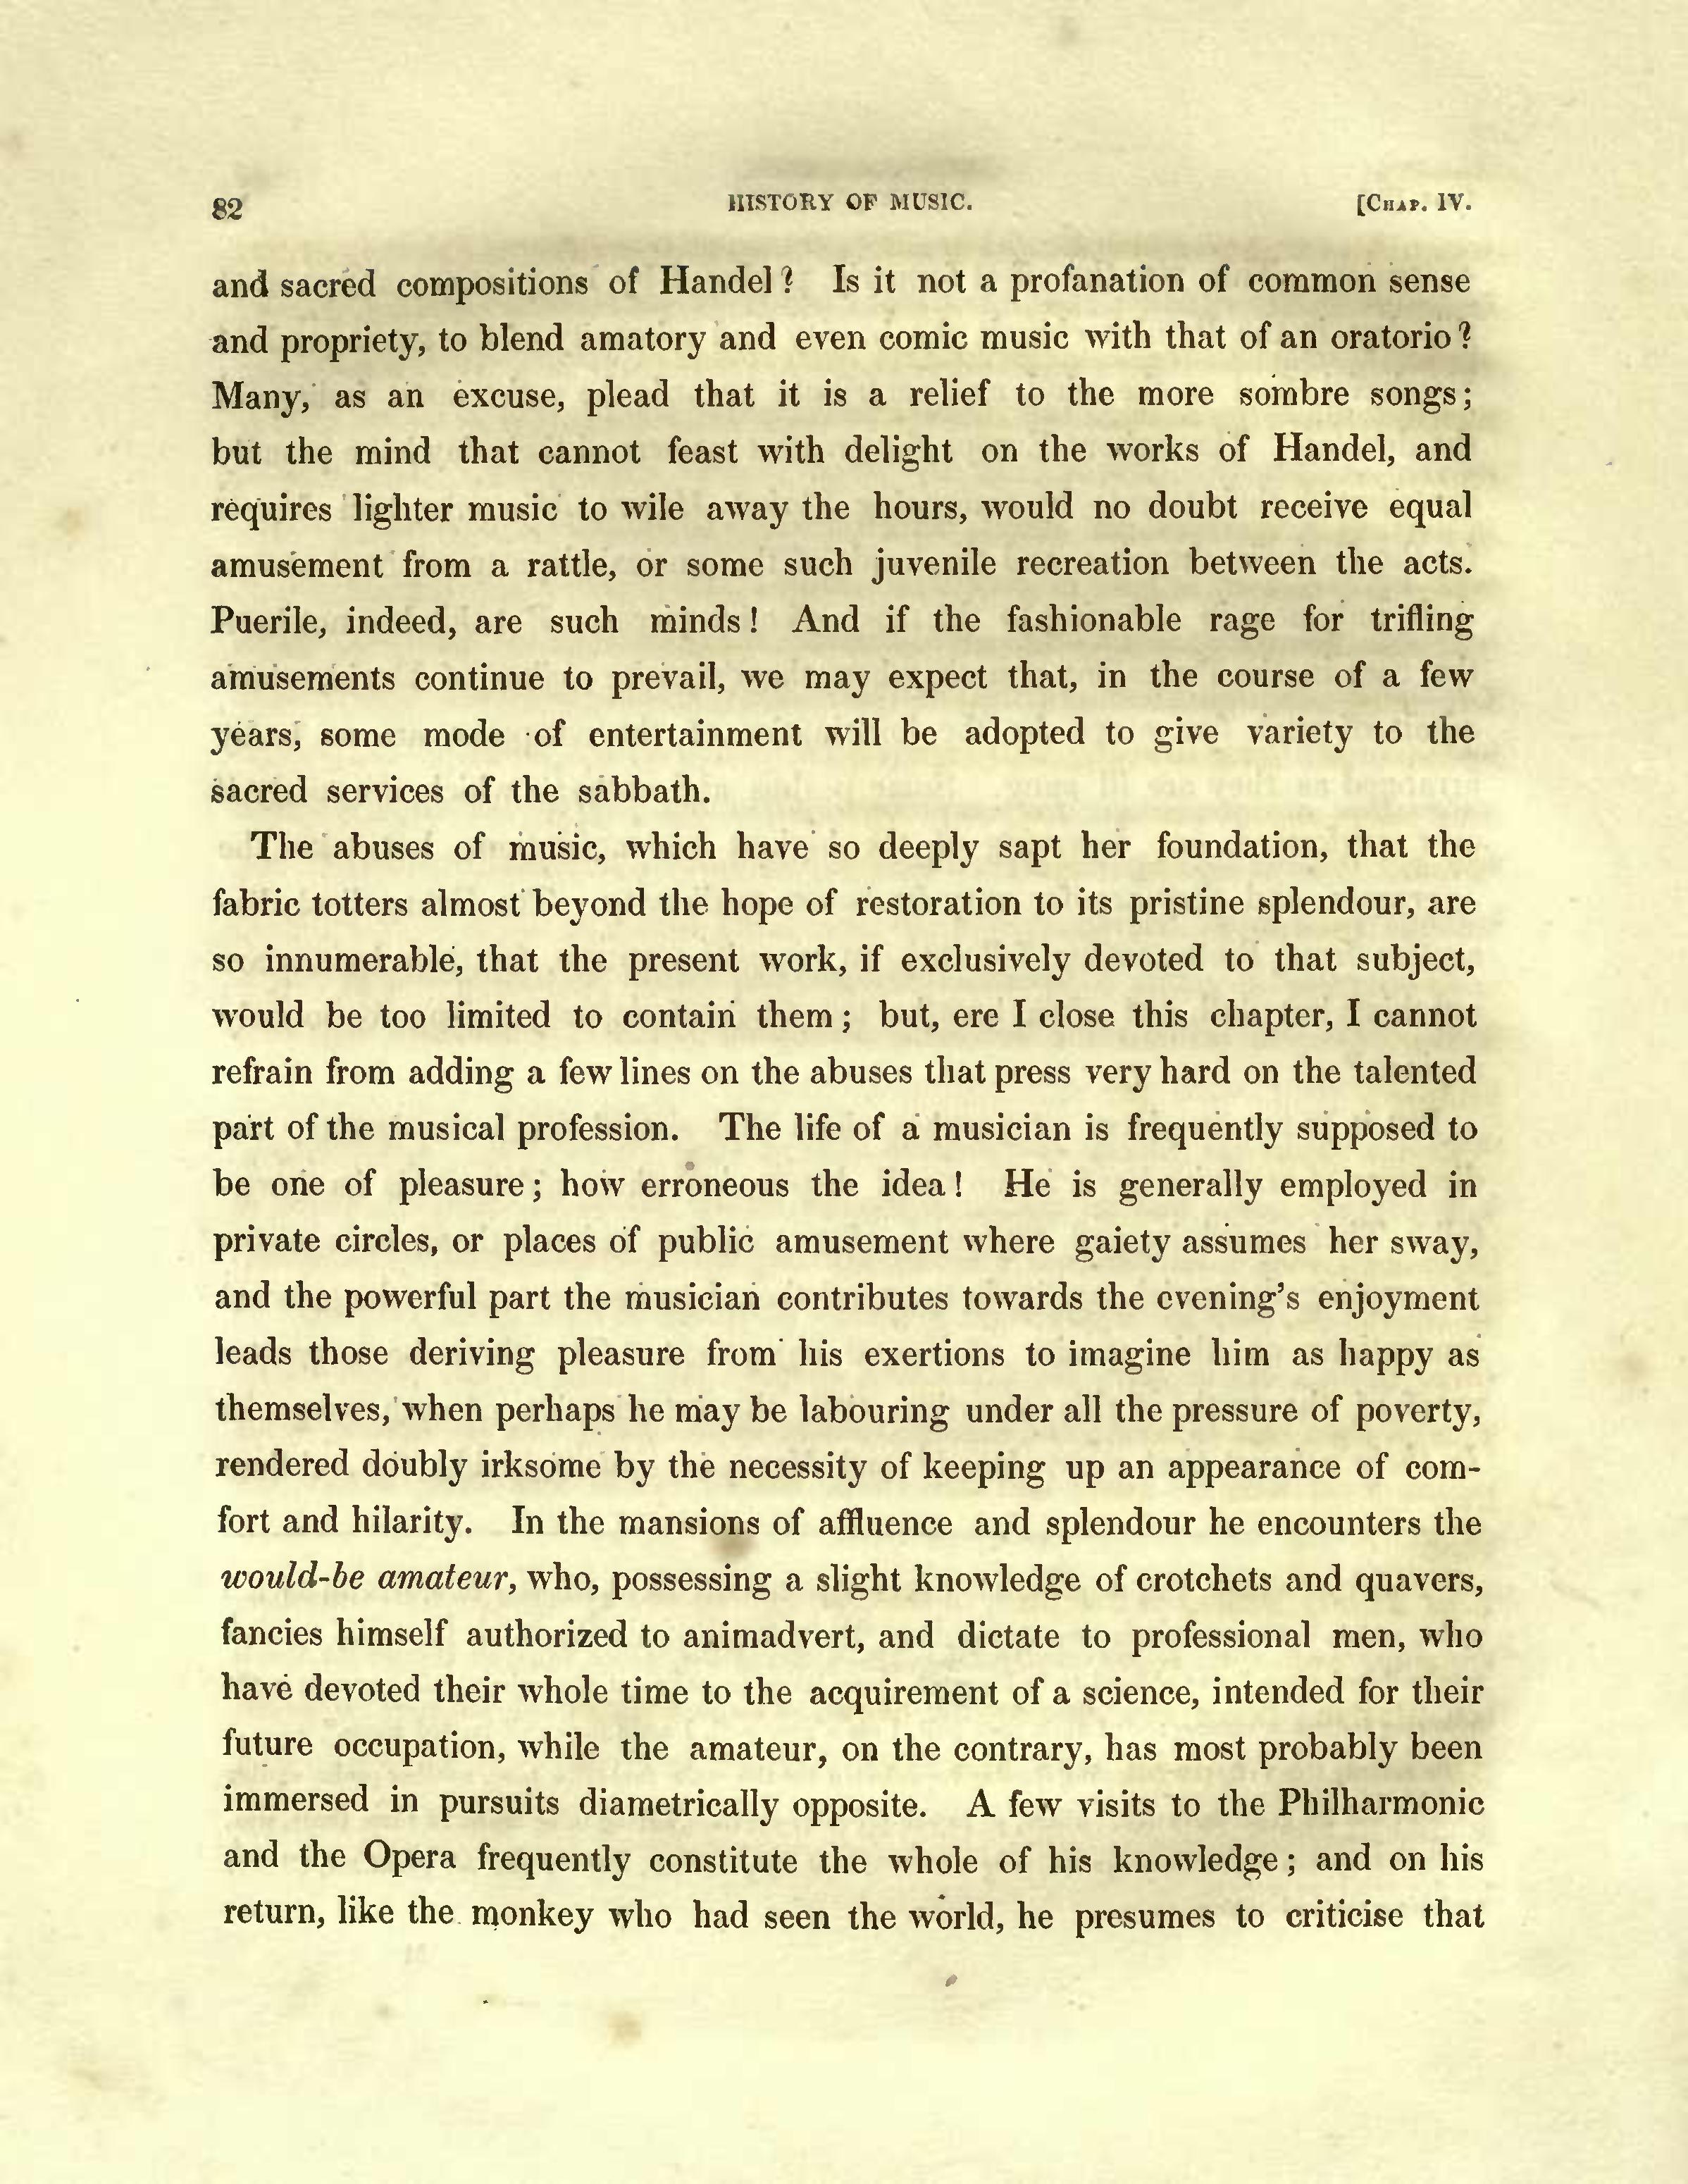 82 HISTORY OF MUSIC. [CHAP. IV.
and sacred compositions of Handel? Is it not a profanation of common sense
and propriety, to blend amatory and even comic music with that of an oratorio?
Many, as an excuse, plead that it is a relief to the more sombre songs;
but the mind that cannot feast with delight on the works of Handel, and
requires lighter music to wile away the hours, would no doubt receive equal
amusement from a rattle, or some such juvenile recreation between the acts.
Puerile, indeed, are such minds! And if the fashionable rage for trifling
amusements continue to prevail, we may expect that, in the course of a few
years, some mode of entertainment will be adopted to give variety to the
sacred services of the sabbath.
The abuses of music, which have so deeply sapt her foundation, that the
fabric totters almost beyond the hope of restoration to its pristine splendour, are
so innumerable, that the present work, if exclusively devoted to that subject,
would be too limited to contain them; but, ere I close this chapter, I cannot
refrain from adding a few lines on the abuses that press very hard on the talented
part of the musical profession. The life of a musician is frequently supposed to
be one of pleasure; how erroneous the idea! He is generally employed in
private circles, or places of public amusement where gaiety assumes her sway,
and the powerful part the musician contributes towards the evening's enjoyment
leads those deriving pleasure from his exertions to imagine him as happy as
themselves, when perhaps he may be labouring under all the pressure of poverty,
rendered doubly irksome by the necessity of keeping up an appearance of com-
fort and hilarity. In the mansions of affluence and splendour he encounters the
would-be amateur, who, possessing a slight knowledge of crotchets and quavers,
fancies himself authorized to animadvert, and dictate to professional men, who
have devoted their whole time to the acquirement of a science, intended for their
future occupation, while the amateur, on the contrary, has most probably been
immersed in pursuits diametrically opposite. A few visits to the Philharmonic
and the Opera frequently constitute the whole of his knowledge; and on his
return, like the monkey who had seen the world, he presumes to criticise that